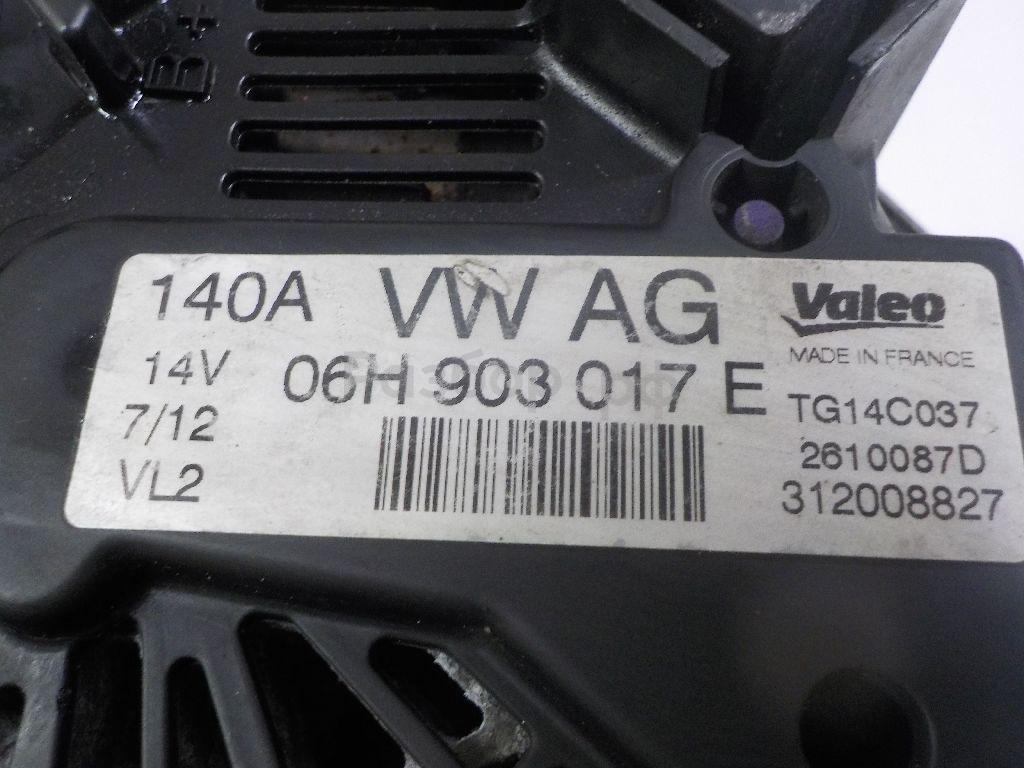 B+
140A VW AG Valeo
MADE IN FRANCE
14V 06H 903 017 E TG14C037
7/12 2610087D
VL2 312008827